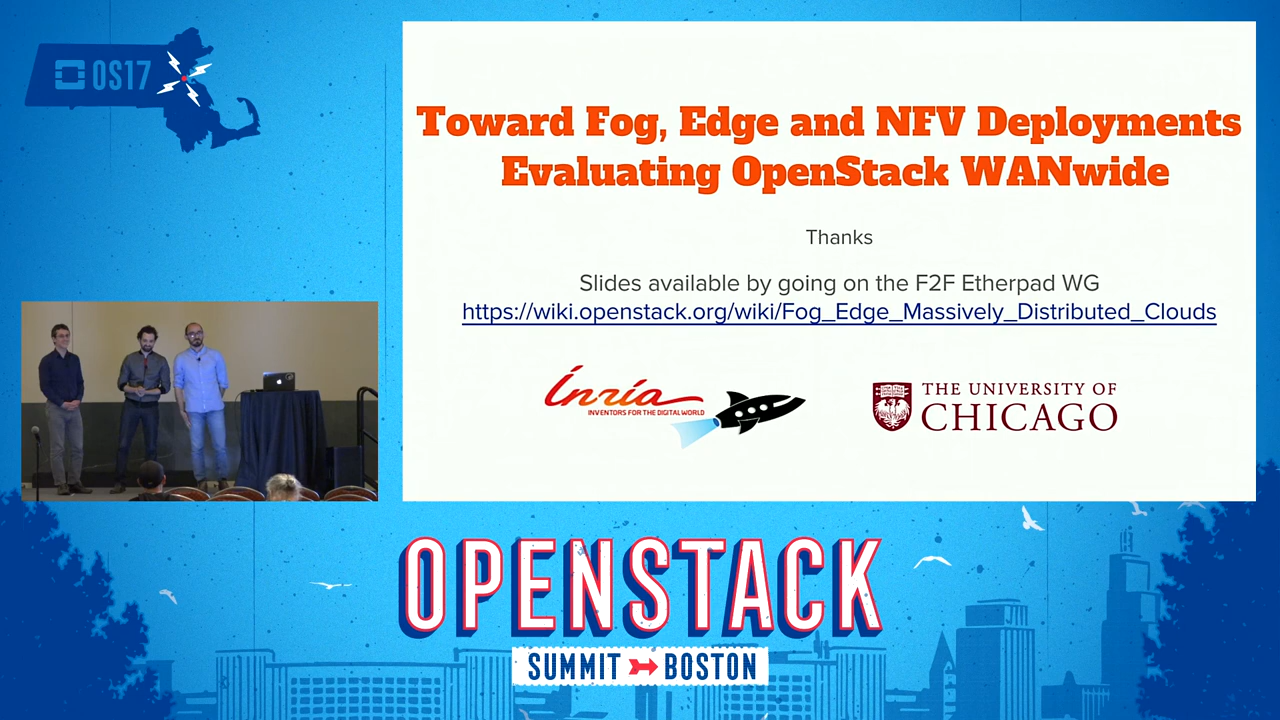 OS17
Toward Fog, Edge and NFV Deployments
Evaluating OpenStack WANwide
Thanks
Slides available by going on the F2F Etherpad WG
https://wiki.openstack.org/wiki/Fog_Edge_Massively_Distributed_Clouds
Inria
INVENTORS FOR THE DIGITAL WORLD
THE UNIVERSITY OF
CHICAGO
OPENSTACK
SUMMIT BOSTON